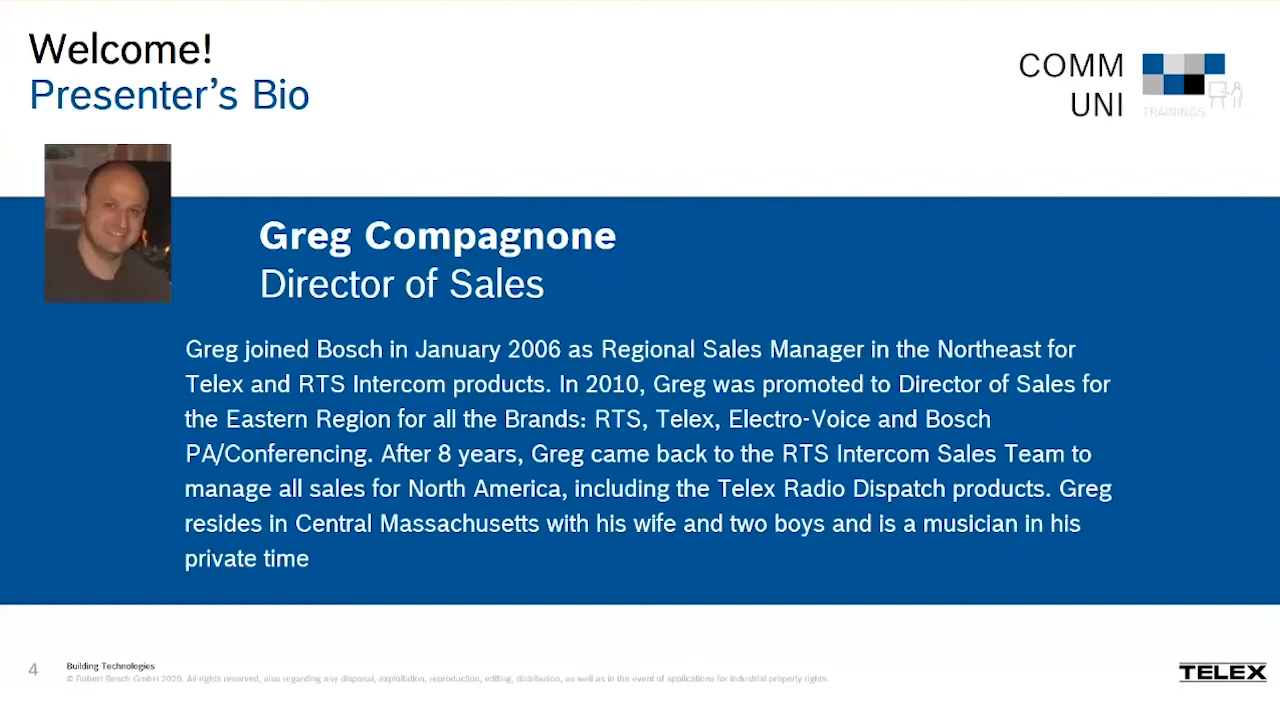 Welcome!
Presenter's Bio
COMM
UNI
TRAININGS
Greg Compagnone
Director of Sales
Greg joined Bosch in January 2006 as Regional Sales Manager in the Northeast for
Telex and RTS Intercom products. In 2010, Greg was promoted to Director of Sales for
the Eastern Region for all the Brands: RTS, Telex, Electro-Voice and Bosch
PA/Conferencing. After 8 years, Greg came back to the RTS Intercom Sales Team to
manage all sales for North America, including the Telex Radio Dispatch products. Greg
resides in Central Massachusetts with his wife and two boys and is a musician in his
private time
4
Building Technologies
© Robert Bosch GmbH 2020. All rights reserved, also regarding any disposal, exploitation, reproduction, editing, distribution, as well as in the event of applications for industrial property rights.
TELEX